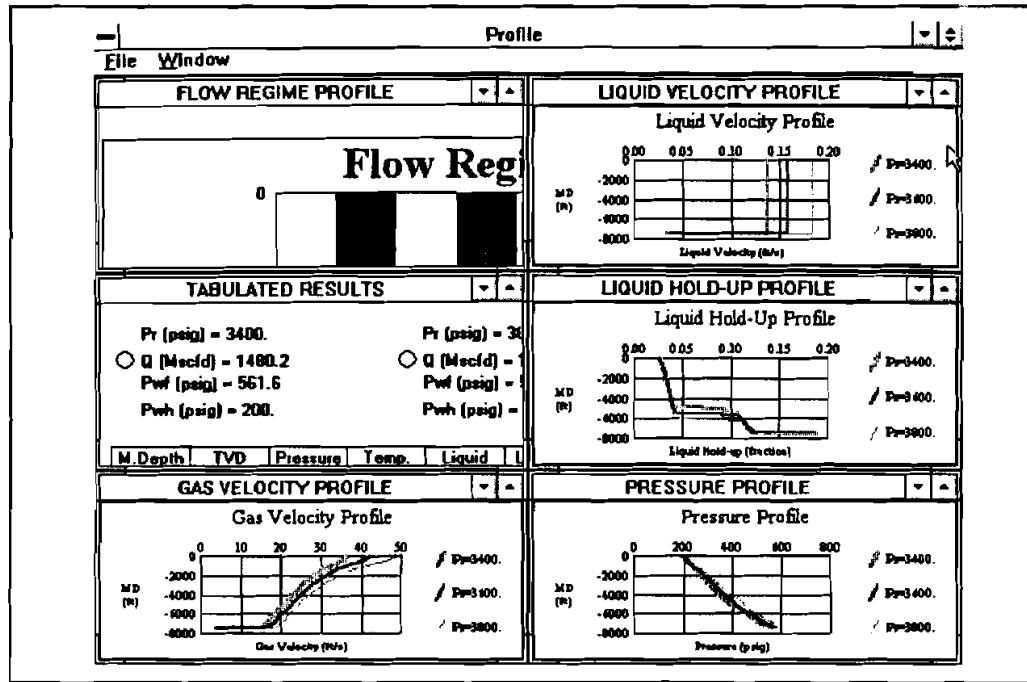 Profile
File Window
FLOW REGIME PROFILE
Flow Regi
0
TABULATED RESULTS
Pr (psig) = 3400.
Q (Mscfd) = 1480.2
Pwf (psig) = 561.6
Pwh (psig) = 200.
Pr (psig) = 36
Q (Mscfd) = 1
Pwf (psig) =
Pwh (psig) =
M.Depth TVD Pressure Temp. Liquid L
GAS VELOCITY PROFILE
Gas Velocity Profile
0 10 20 30 40 50
0
-2000
-4000
-6000
-8000
MD
(ft)
Gas Velocity (ft/s)
Pr=3400.
Pr=3600.
Pr=3800.
LIQUID VELOCITY PROFILE
Liquid Velocity Profile
0.00 0.05 0.10 0.15 0.20
0
-2000
-4000
-6000
-8000
MD
(ft)
Liquid Velocity (ft/s)
Pr=3400.
Pr=3600.
Pr=3800.
LIQUID HOLD-UP PROFILE
Liquid Hold-Up Profile
0.00 0.05 0.10 0.15 0.20
0
-2000
-4000
-6000
-8000
MD
(ft)
Liquid Hold-up (fraction)
Pr=3400.
Pr=3600.
Pr=3800.
PRESSURE PROFILE
Pressure Profile
0 200 400 600 800
0
-2000
-4000
-6000
-8000
MD
(ft)
Pressure (psig)
Pr=3400.
Pr=3600.
Pr=3800.